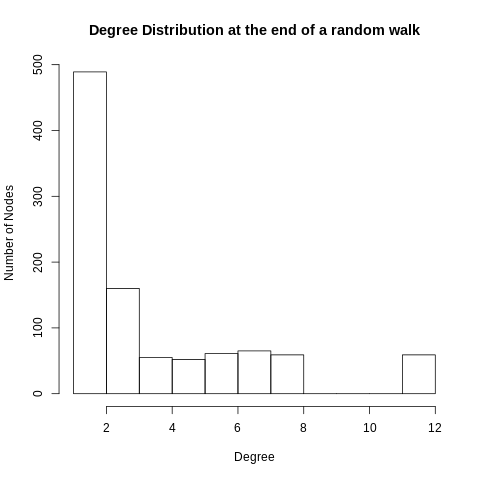 Degree Distribution at the end of a random walk
Number of Nodes
500
400
300
200
100
0
2 4 6 8 10 12
Degree